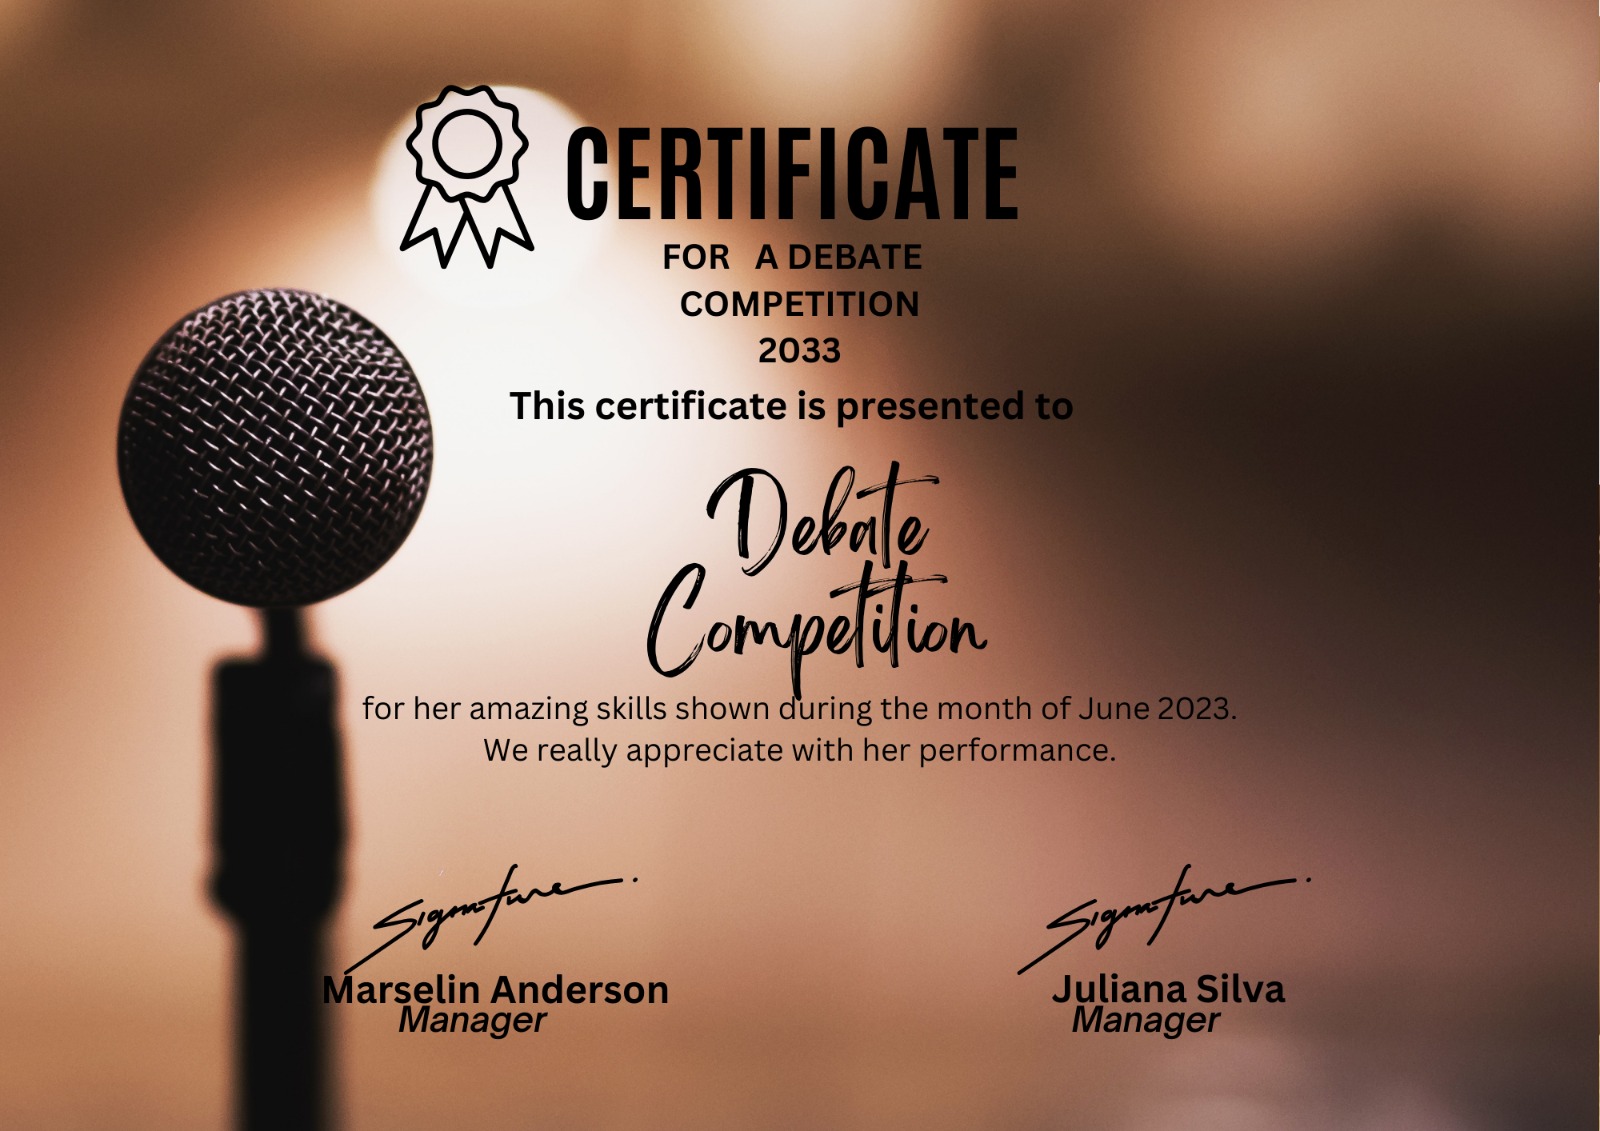 CERTIFICATE
FOR A DEBATE
COMPETITION
2033
This certificate is presented to
Debate
Competition
for her amazing skills shown during the month of June 2023.
We really appreciate with her performance.
Signature
Signature
Marselin Anderson
Juliana Silva
Manager
Manager